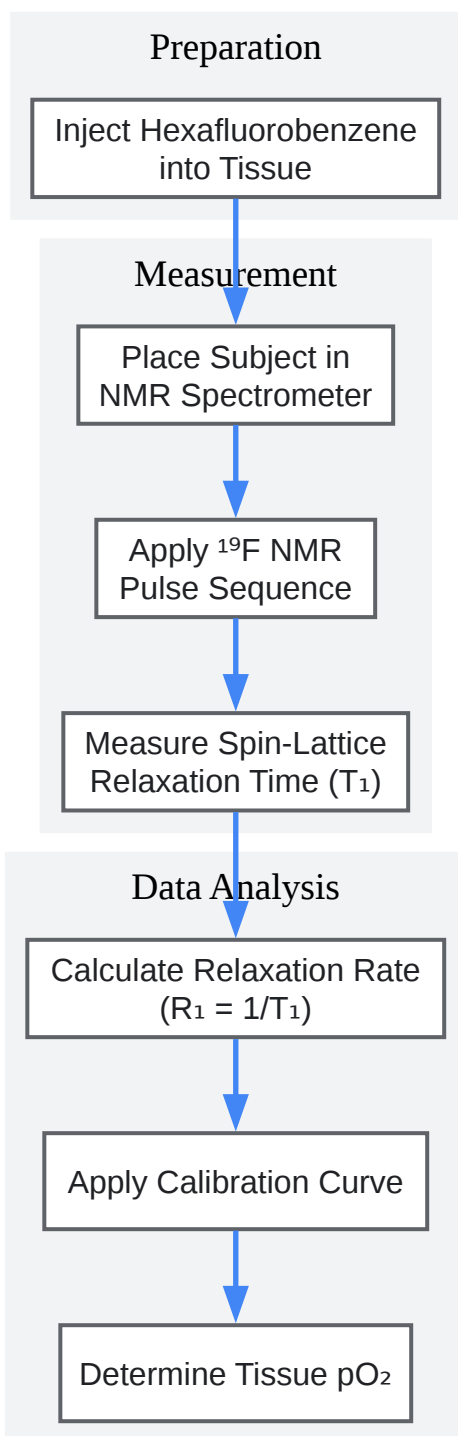 Preparation
Inject Hexafluorobenzene
into Tissue
Measurement
Place Subject in
NMR Spectrometer
Apply ¹⁹F NMR
Pulse Sequence
Measure Spin-Lattice
Relaxation Time (T₁)
Data Analysis
Calculate Relaxation Rate
(R₁ = 1/T₁)
Apply Calibration Curve
Determine Tissue pO₂